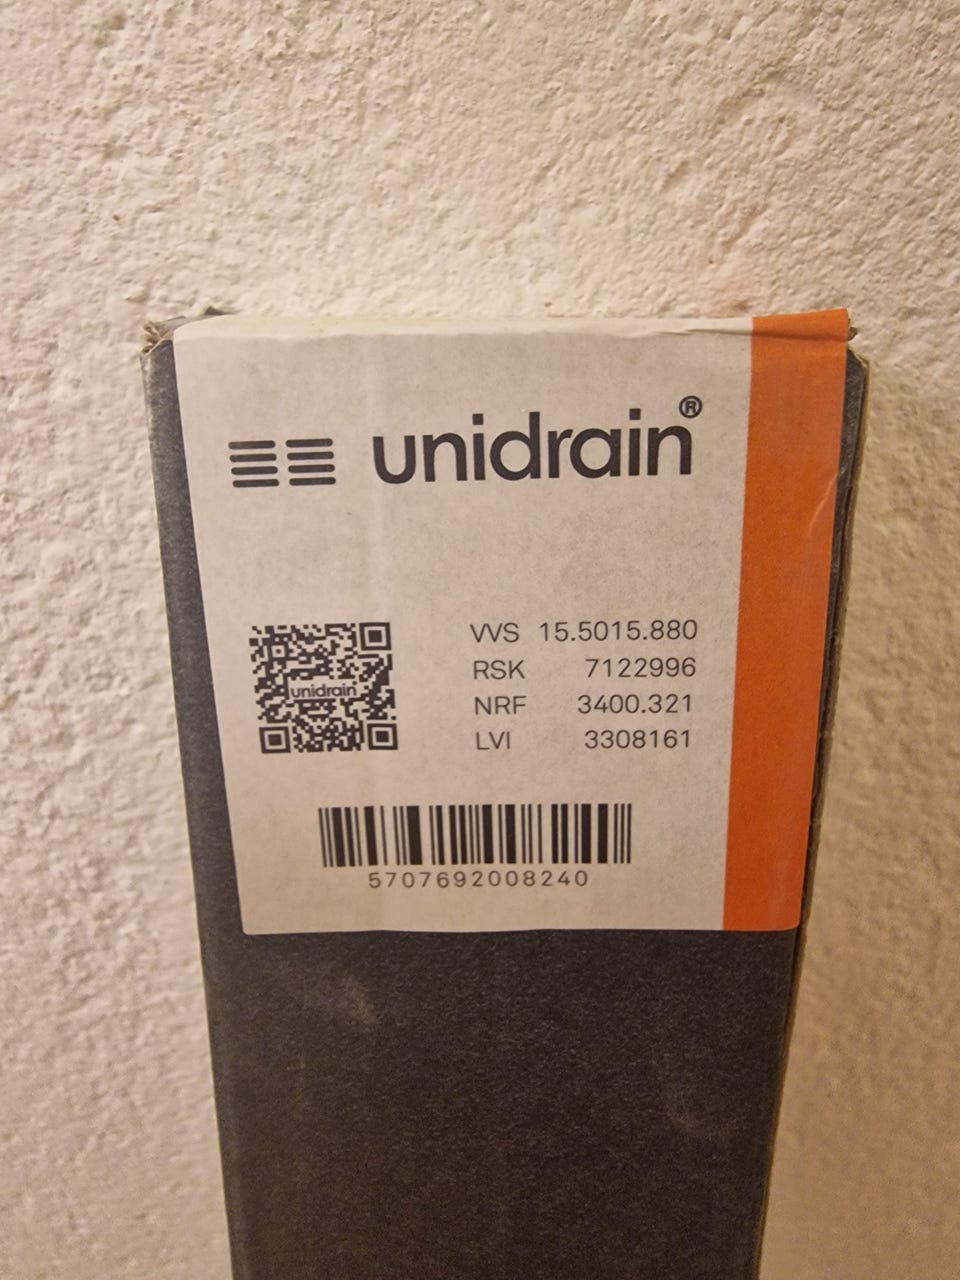 unidrain®
unidrain®
VVS 15.5015.880
RSK 7122996
NRF 3400.321
LVI 3308161
5707692008240